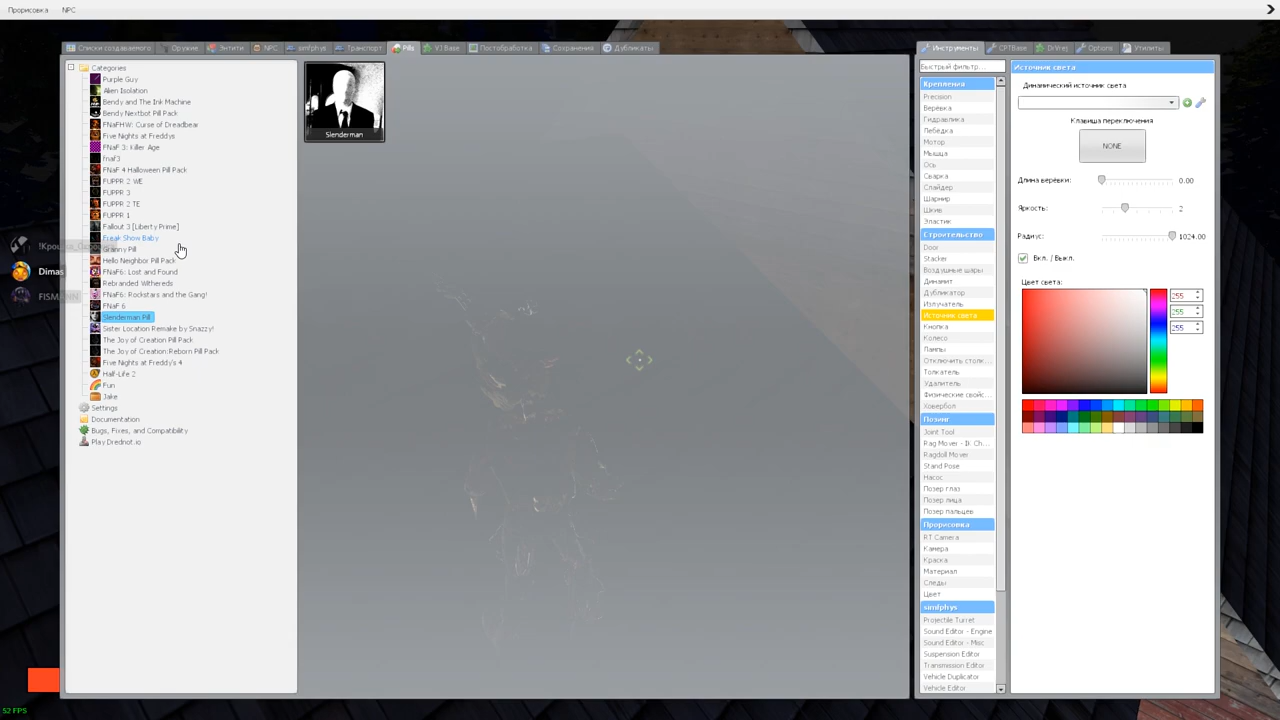 Прорисовка NPC
Списки создаваемого Оружие Энтити NPC simfphys Транспорт Pills VJ Base Постобработка Сохранения Дубликаты
Categories
Purple Guy
Alien Isolation
Bendy and The Ink Machine
Bendy Nextbot Pill Pack
FNaFHW: Curse of Dreadbear
Five Nights at Freddys
FNaF 3: Killer Age
fnaf3
FNaF 4 Halloween Pill Pack
FUPPR 2 WE
FUPPR 3
FUPPR 2 TE
FUPPR 1
Fallout 3 [Liberty Prime]
Freak Show Baby
Granny Pill
Hello Neighbor Pill Pack
FNaF6: Lost and Found
Rebranded Withereds
FNaF6: Rockstars and the Gang!
FNaF 6
Slenderman Pill
Sister Location Remake by Snazzy!
The Joy of Creation Pill Pack
The Joy of Creation:Reborn Pill Pack
Five Nights at Freddy's 4
Half-Life 2
Fun
Jake
Settings
Documentation
Bugs, Fixes, and Compatibility
Play Drednot.io
Dimas
FISMANN
52 FPS
Slenderman
Инструменты CPTBase DrVrej Options Утилиты
Быстрый фильтр...
Крепления
Precision
Верёвка
Гидравлика
Лебёдка
Мотор
Мышца
Ось
Сварка
Слайдер
Шарнир
Шкив
Эластик
Строительство
Door
Stacker
Воздушные шары
Динамит
Дубликатор
Излучатель
Источник света
Кнопка
Колесо
Лампы
Отключить столк...
Толкатель
Удалитель
Физические свойс...
Ховербол
Позинг
Joint Tool
Rag Mover - IK Ch...
Ragdoll Mover
Stand Pose
Насос
Позер глаз
Позер лица
Позер пальцев
Прорисовка
RT Camera
Камера
Краска
Материал
Следы
Цвет
simfphys
Projectile Turret
Sound Editor - Engine
Sound Editor - Misc
Suspension Editor
Transmission Editor
Vehicle Duplicator
Vehicle Editor
Источник света
Динамический источник света
Клавиша переключения
NONE
Длина верёвки: 0.00
Яркость: 2
Радиус: 1024.00
Вкл. / Выкл.
Цвет света:
255
255
255